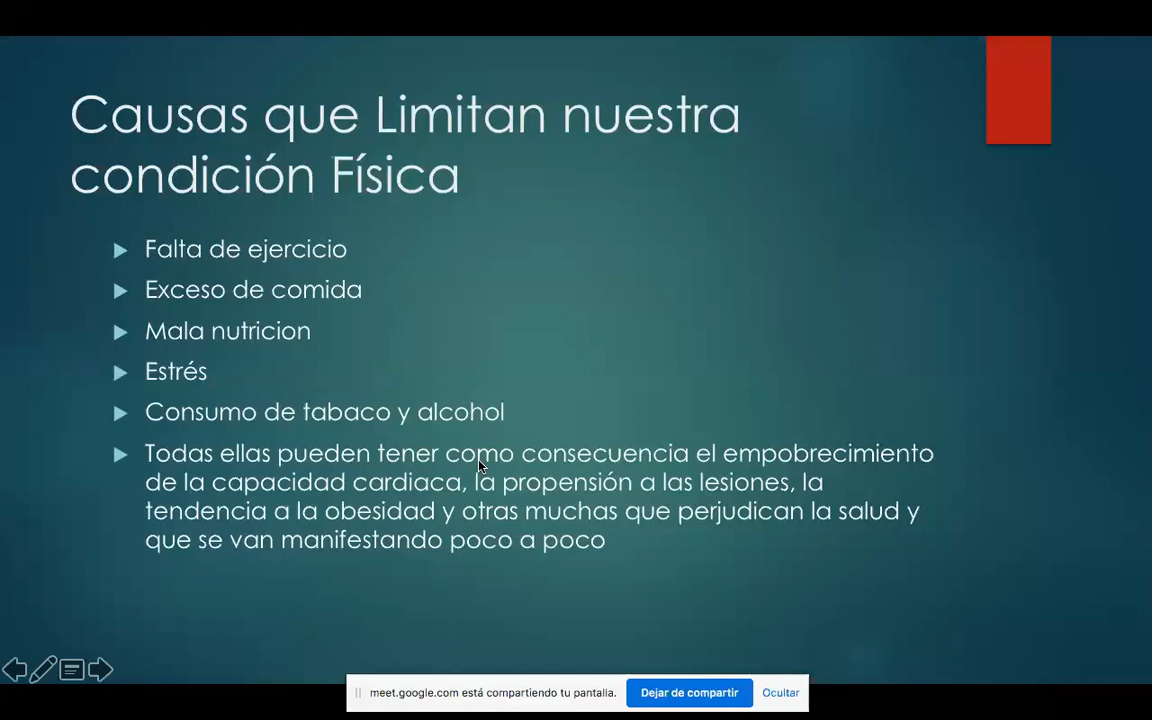 Causas que Limitan nuestra
condición Física
Falta de ejercicio
Exceso de comida
Mala nutricion
Estrés
Consumo de tabaco y alcohol
Todas ellas pueden tener como consecuencia el empobrecimiento
de la capacidad cardiaca, la propensión a las lesiones, la
tendencia a la obesidad y otras muchas que perjudican la salud y
que se van manifestando poco a poco
meet.google.com está compartiendo tu pantalla. Dejar de compartir Ocultar